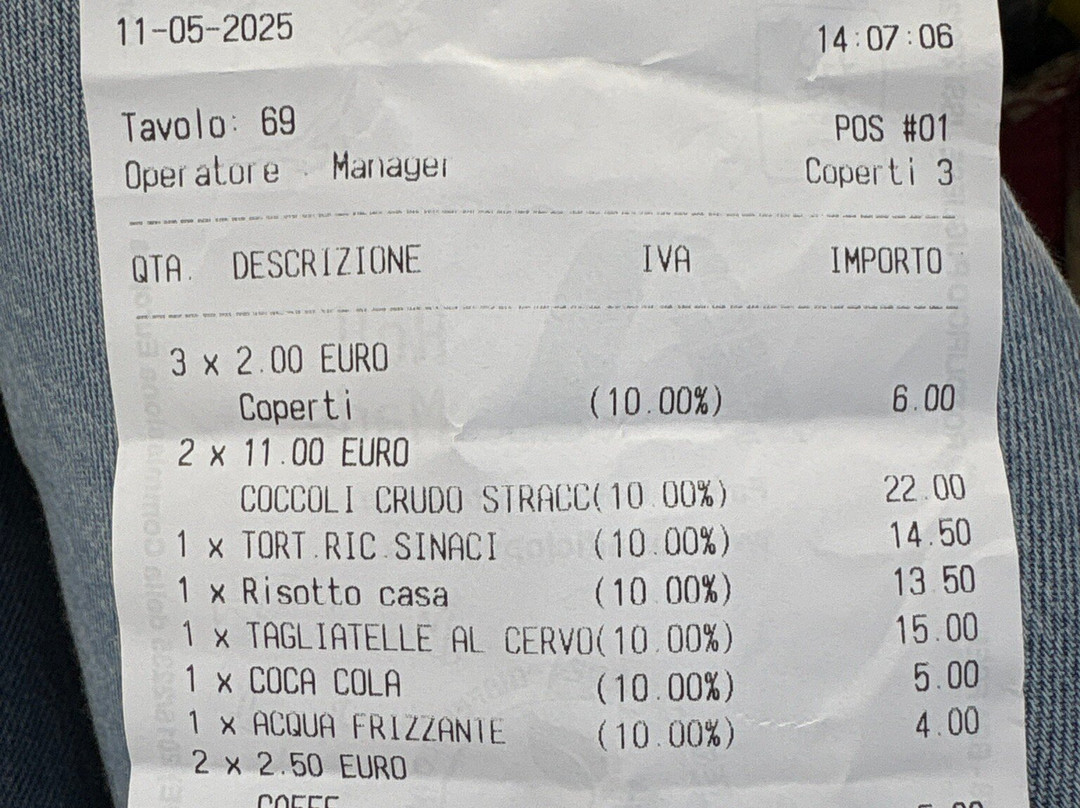 11-05-2025 14:07:06
Tavolo: 69 POS #01
Operatore : Manager Coperti 3
QTA. DESCRIZIONE IVA IMPORTO
3 x 2.00 EURO
Coperti (10.00%) 6.00
2 x 11.00 EURO
COCCOLI CRUDO STRACC(10.00%) 22.00
1 x TORT.RIC.SINACI (10.00%) 14.50
1 x Risotto casa (10.00%) 13.50
1 x TAGLIATELLE AL CERVO(10.00%) 15.00
1 x COCA COLA (10.00%) 5.00
1 x ACQUA FRIZZANTE (10.00%) 4.00
2 x 2.50 EURO